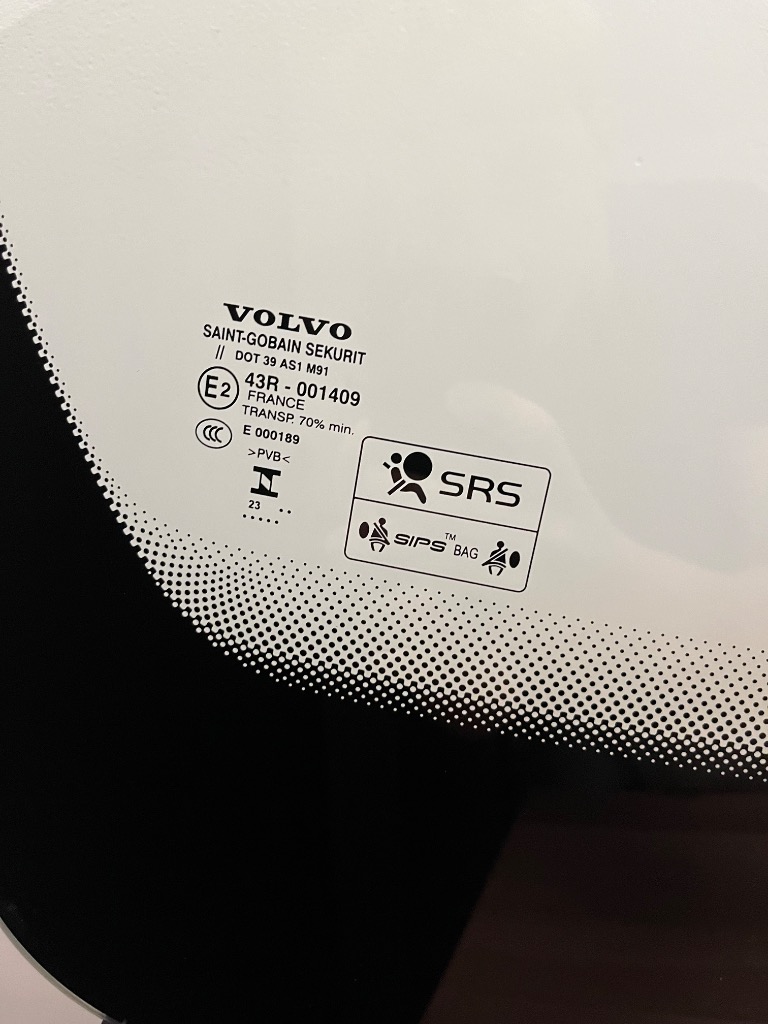 VOLVO
SAINT-GOBAIN SEKURIT
// DOT 39 AS1 M91
E2 43R - 001409
FRANCE
TRANSP. 70% min.
CCC E 000189
>PVB<
23
SRS
SIPS™ BAG